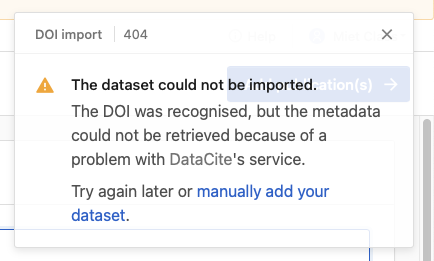 DOI import 404
The dataset could not be imported.
The DOI was recognised, but the metadata
could not be retrieved because of a
problem with DataCite's service.
Try again later or manually add your
dataset.